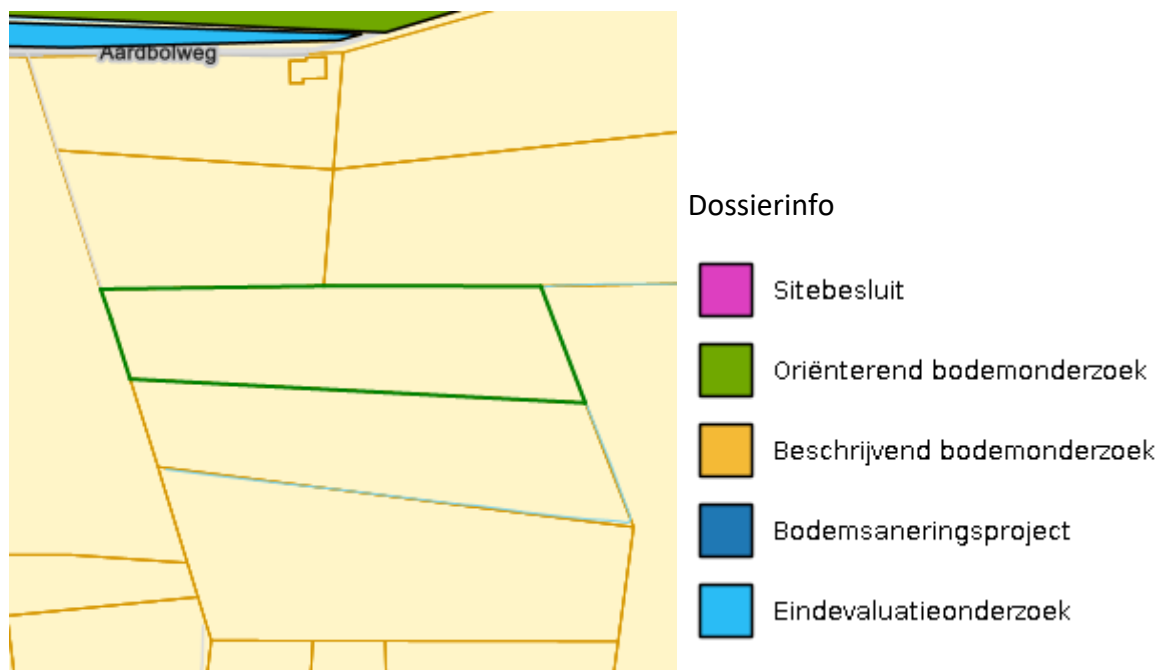 Aardbolweg
Dossierinfo
Sitebesluit
Oriënterend bodemonderzoek
Beschrijvend bodemonderzoek
Bodemsaneringsproject
Eindevaluatieonderzoek